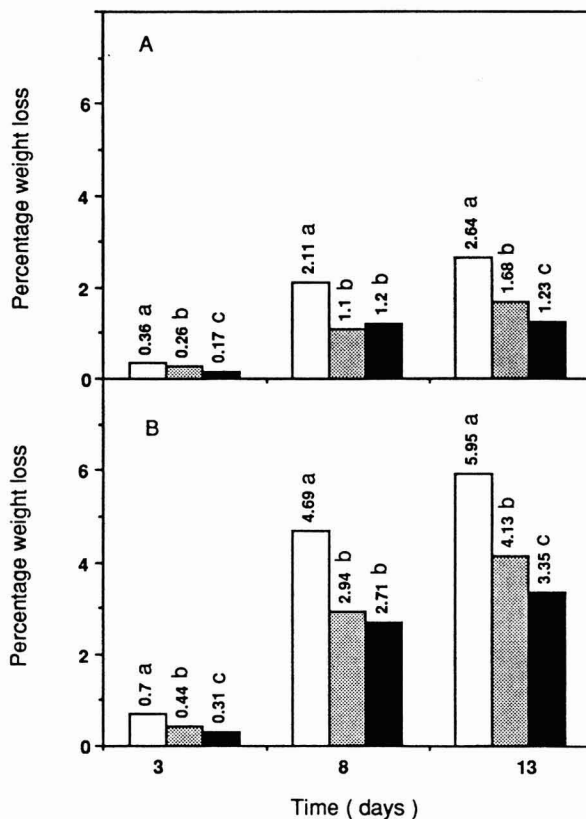 A
Percentage weight loss
6
4
2
0
0.36 a
0.26 b
0.17 c
2.11 a
1.1 b
1.2 b
2.64 a
1.68 b
1.23 c
B
Percentage weight loss
6
4
2
0
0.7 a
0.44 b
0.31 c
4.69 a
2.94 b
2.71 b
5.95 a
4.13 b
3.35 c
3
8
13
Time ( days )